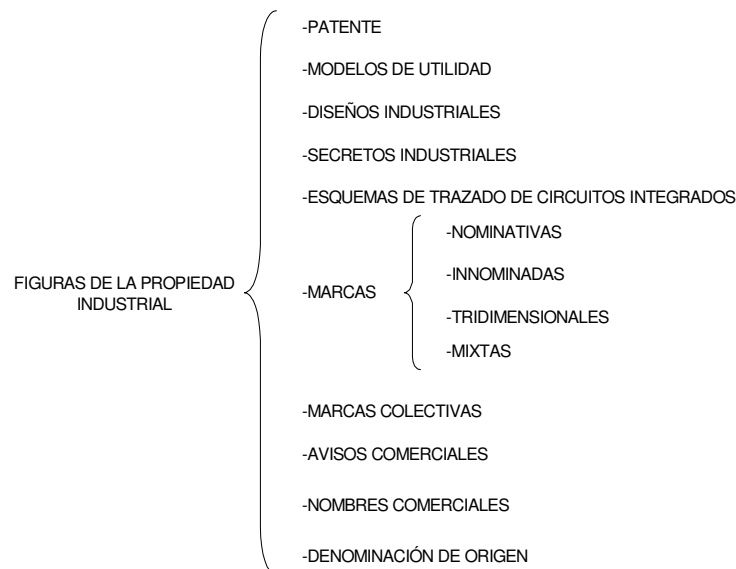 -PATENTE
-MODELOS DE UTILIDAD
-DISEÑOS INDUSTRIALES
-SECRETOS INDUSTRIALES
-ESQUEMAS DE TRAZADO DE CIRCUITOS INTEGRADOS
FIGURAS DE LA PROPIEDAD
INDUSTRIAL
-MARCAS
-NOMINATIVAS
-INNOMINADAS
-TRIDIMENSIONALES
-MIXTAS
-MARCAS COLECTIVAS
-AVISOS COMERCIALES
-NOMBRES COMERCIALES
-DENOMINACIÓN DE ORIGEN